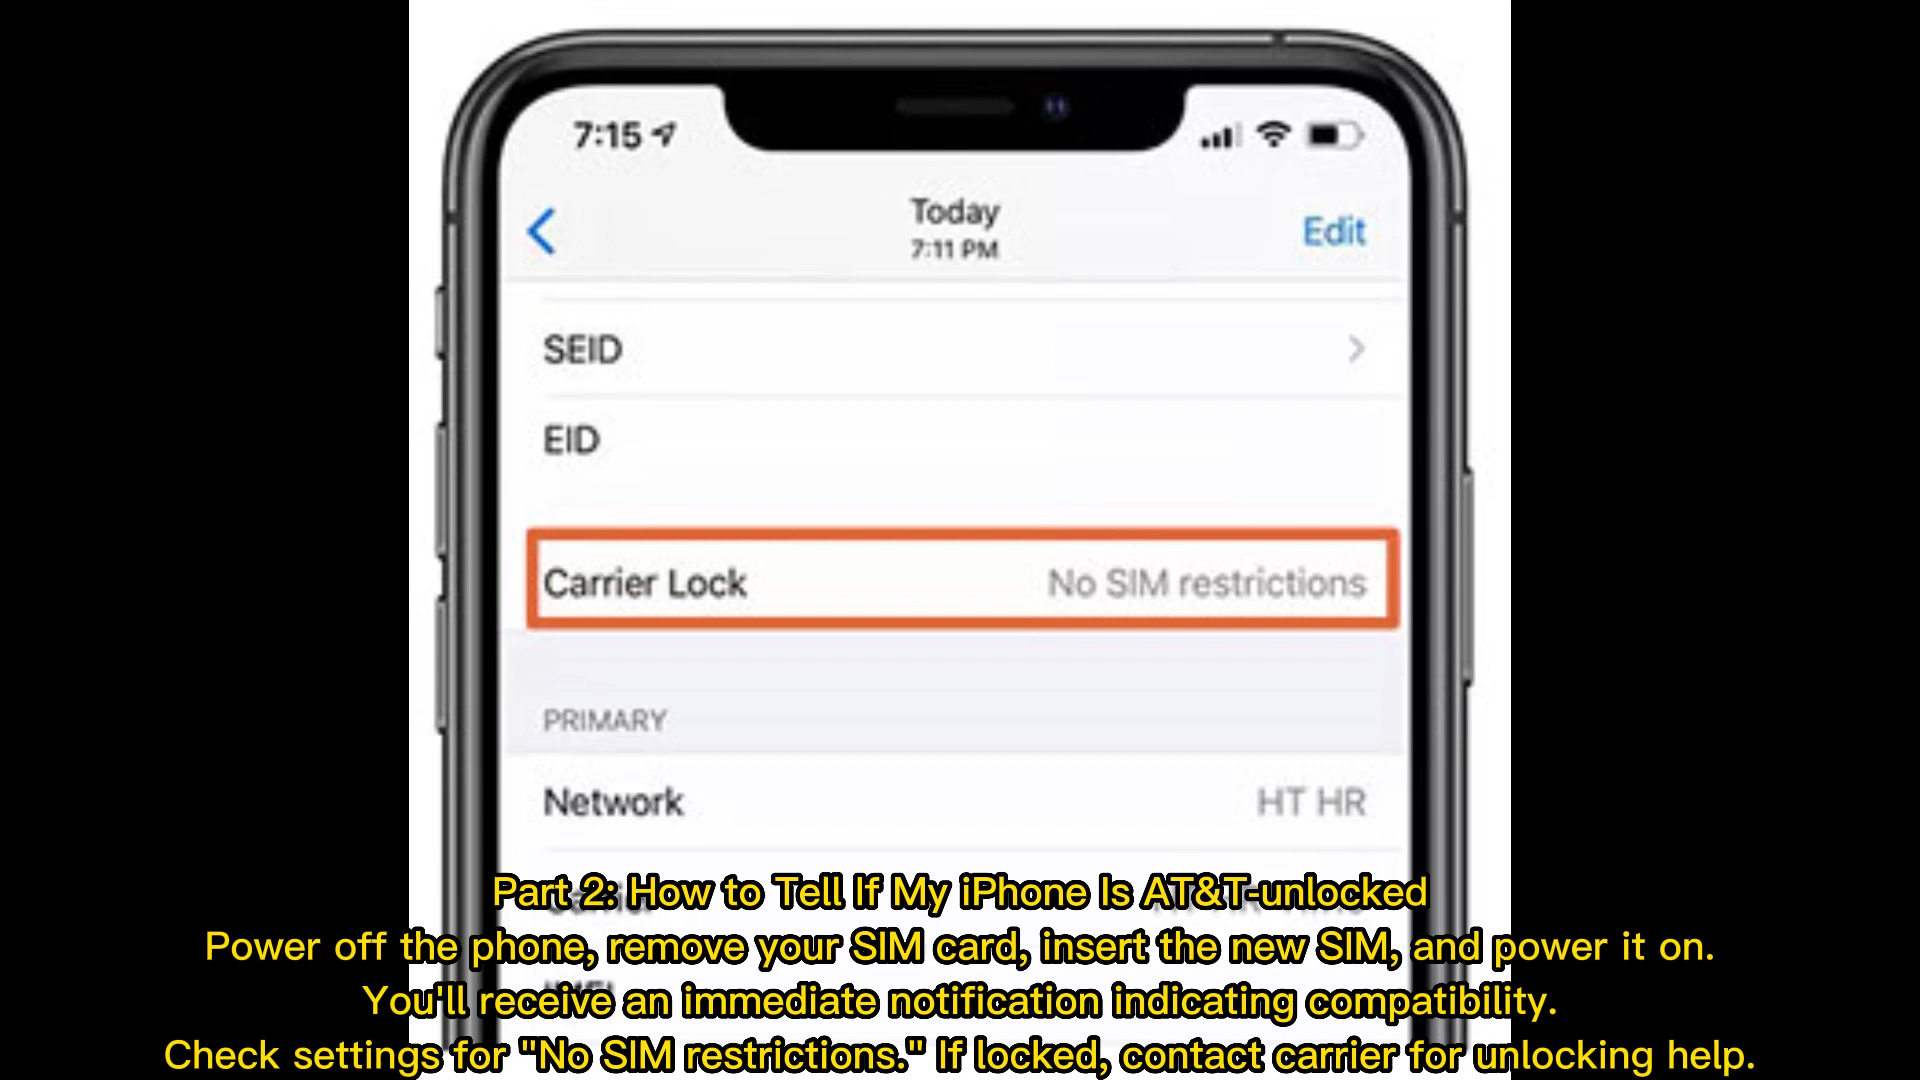 7:15
Today
7:11 PM
Edit
SEID
EID
Carrier Lock
No SIM restrictions
PRIMARY
Network
HT HR
Part 2: How to Tell If My iPhone Is AT&T-unlocked
Power off the phone, remove your SIM card, insert the new SIM, and power it on.
You'll receive an immediate notification indicating compatibility.
Check settings for "No SIM restrictions." If locked, contact carrier for unlocking help.